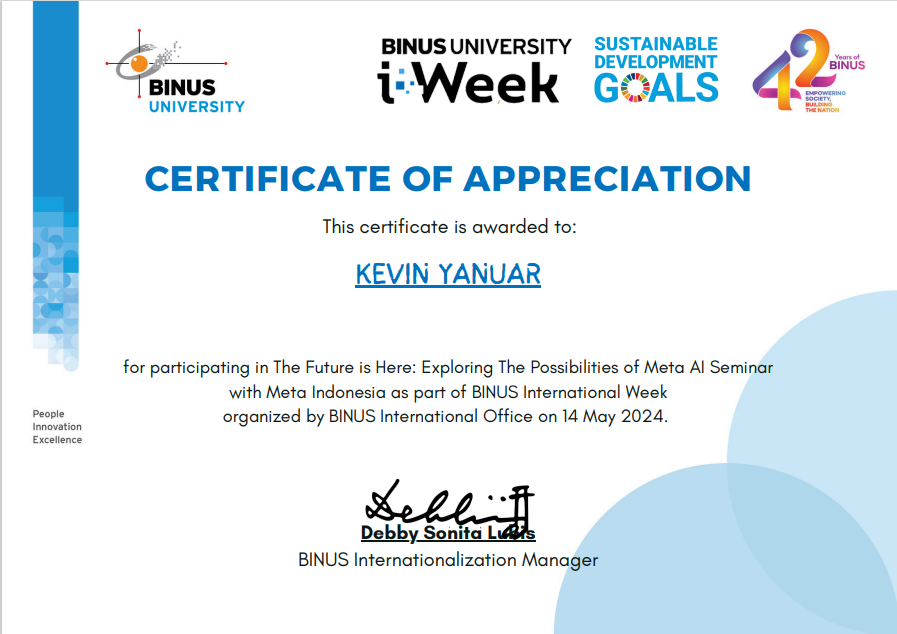 BINUS
UNIVERSITY
BINUS UNIVERSITY
i-Week
SUSTAINABLE
DEVELOPMENT
GOALS
42
Years of
BINUS
EMPOWERING
SOCIETY,
BUILDING
THE NATION
CERTIFICATE OF APPRECIATION
This certificate is awarded to:
KEVIN YANUAR
for participating in The Future is Here: Exploring The Possibilities of Meta AI Seminar
with Meta Indonesia as part of BINUS International Week
organized by BINUS International Office on 14 May 2024.
People
Innovation
Excellence
Debby Sonita Lubis
BINUS Internationalization Manager